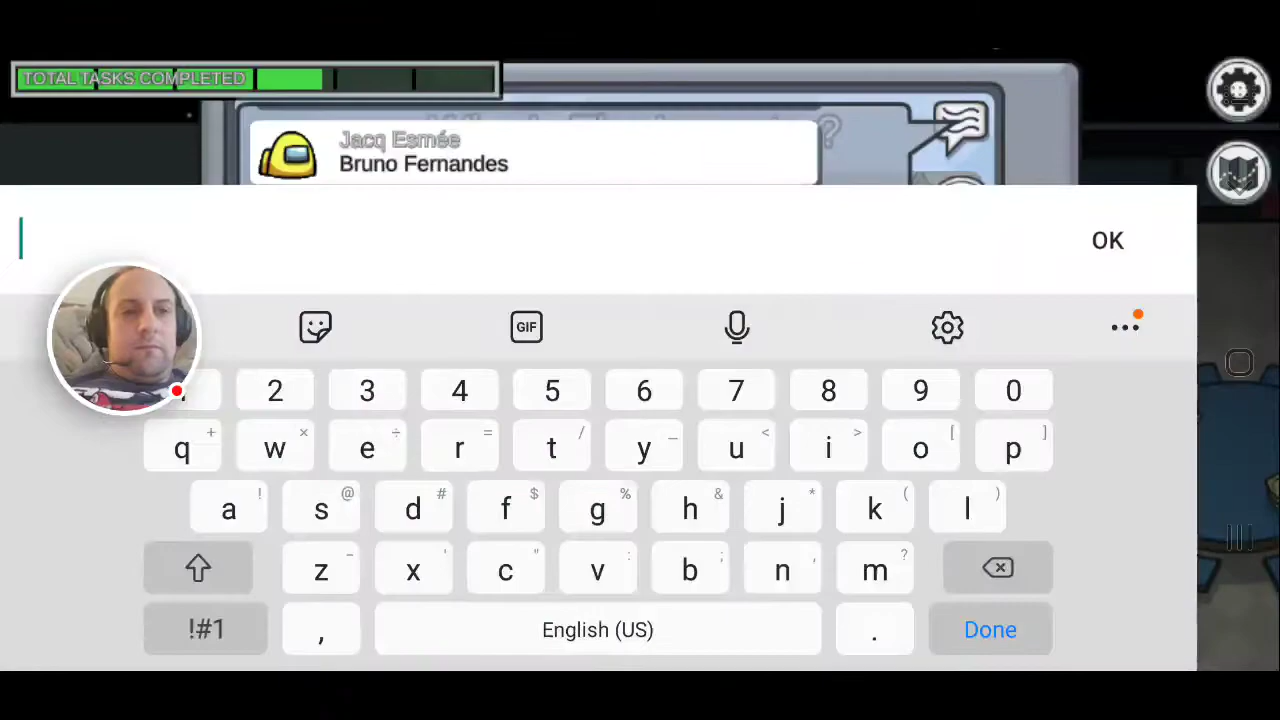 TOTAL TASKS COMPLETED
?
Jacq Esmée
Bruno Fernandes
OK
GIF
2 3 4 5 6 7 8 9 0
q + w × e ÷ r = t / y _ u < i > o [ p ]
a ! s @ d # f $ g % h & j * k ( l )
z - x ' c " v : b ; n , m ?
!#1 , English (US) . Done